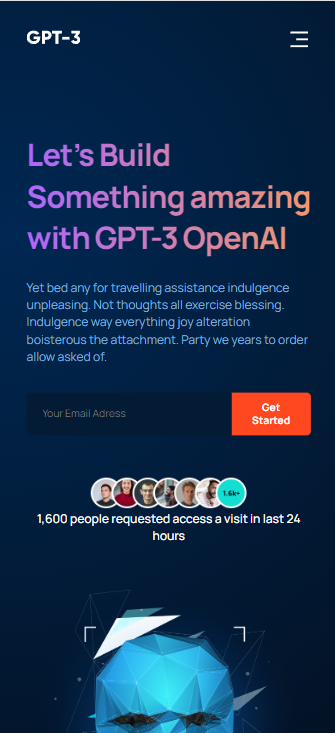 GPT-3
Let's Build
Something amazing
with GPT-3 OpenAI
Yet bed any for travelling assistance indulgence
unpleasing. Not thoughts all exercise blessing.
Indulgence way everything joy alteration
boisterous the attachment. Party we years to order
allow asked of.
Your Email Adress
Get
Started
1.6k+
1,600 people requested access a visit in last 24
hours